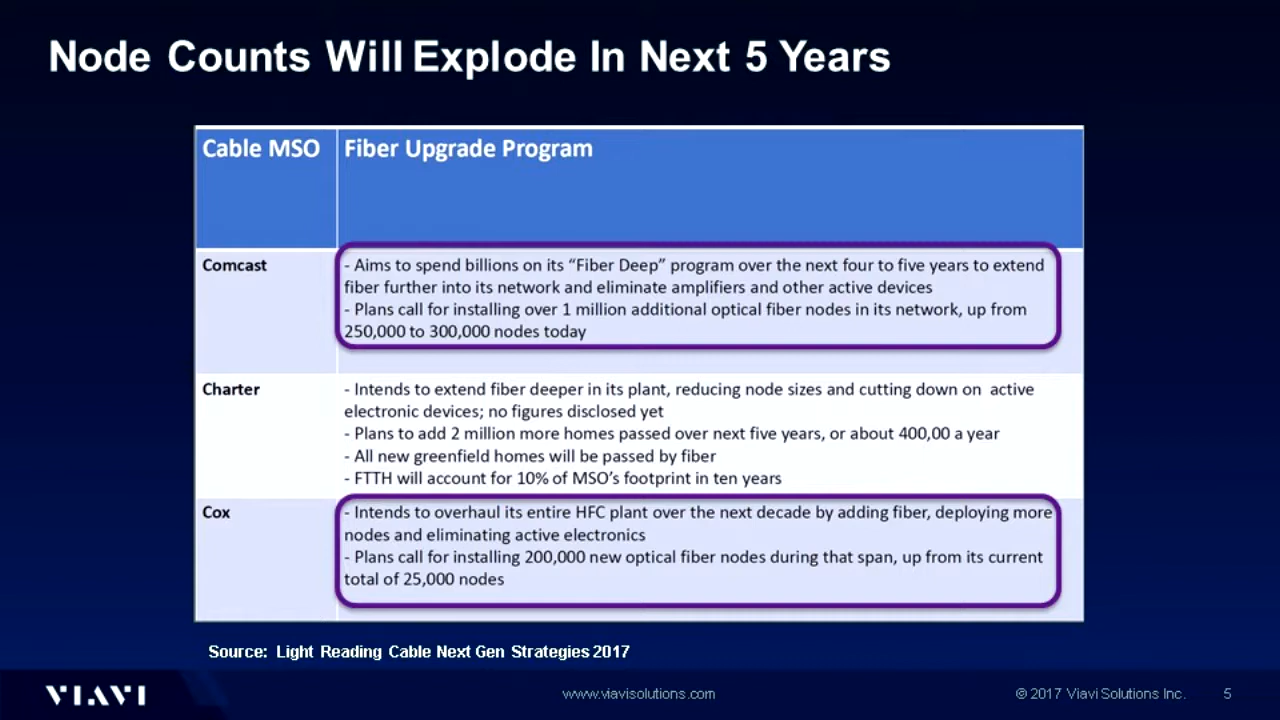 Node Counts Will Explode In Next 5 Years
Cable MSO
Fiber Upgrade Program
Comcast
- Aims to spend billions on its “Fiber Deep” program over the next four to five years to extend
fiber further into its network and eliminate amplifiers and other active devices
- Plans call for installing over 1 million additional optical fiber nodes in its network, up from
250,000 to 300,000 nodes today
Charter
- Intends to extend fiber deeper in its plant, reducing node sizes and cutting down on active
electronic devices; no figures disclosed yet
- Plans to add 2 million more homes passed over next five years, or about 400,00 a year
- All new greenfield homes will be passed by fiber
- FTTH will account for 10% of MSO’s footprint in ten years
Cox
- Intends to overhaul its entire HFC plant over the next decade by adding fiber, deploying more
nodes and eliminating active electronics
- Plans call for installing 200,000 new optical fiber nodes during that span, up from its current
total of 25,000 nodes
Source: Light Reading Cable Next Gen Strategies 2017
VIAVI
www.viavisolutions.com
© 2017 Viavi Solutions Inc.
5